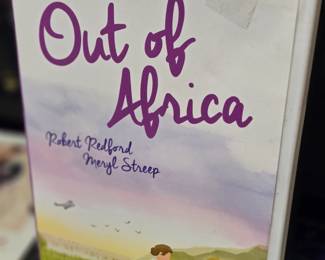 Out of
Africa
Robert Redford
Meryl Streep